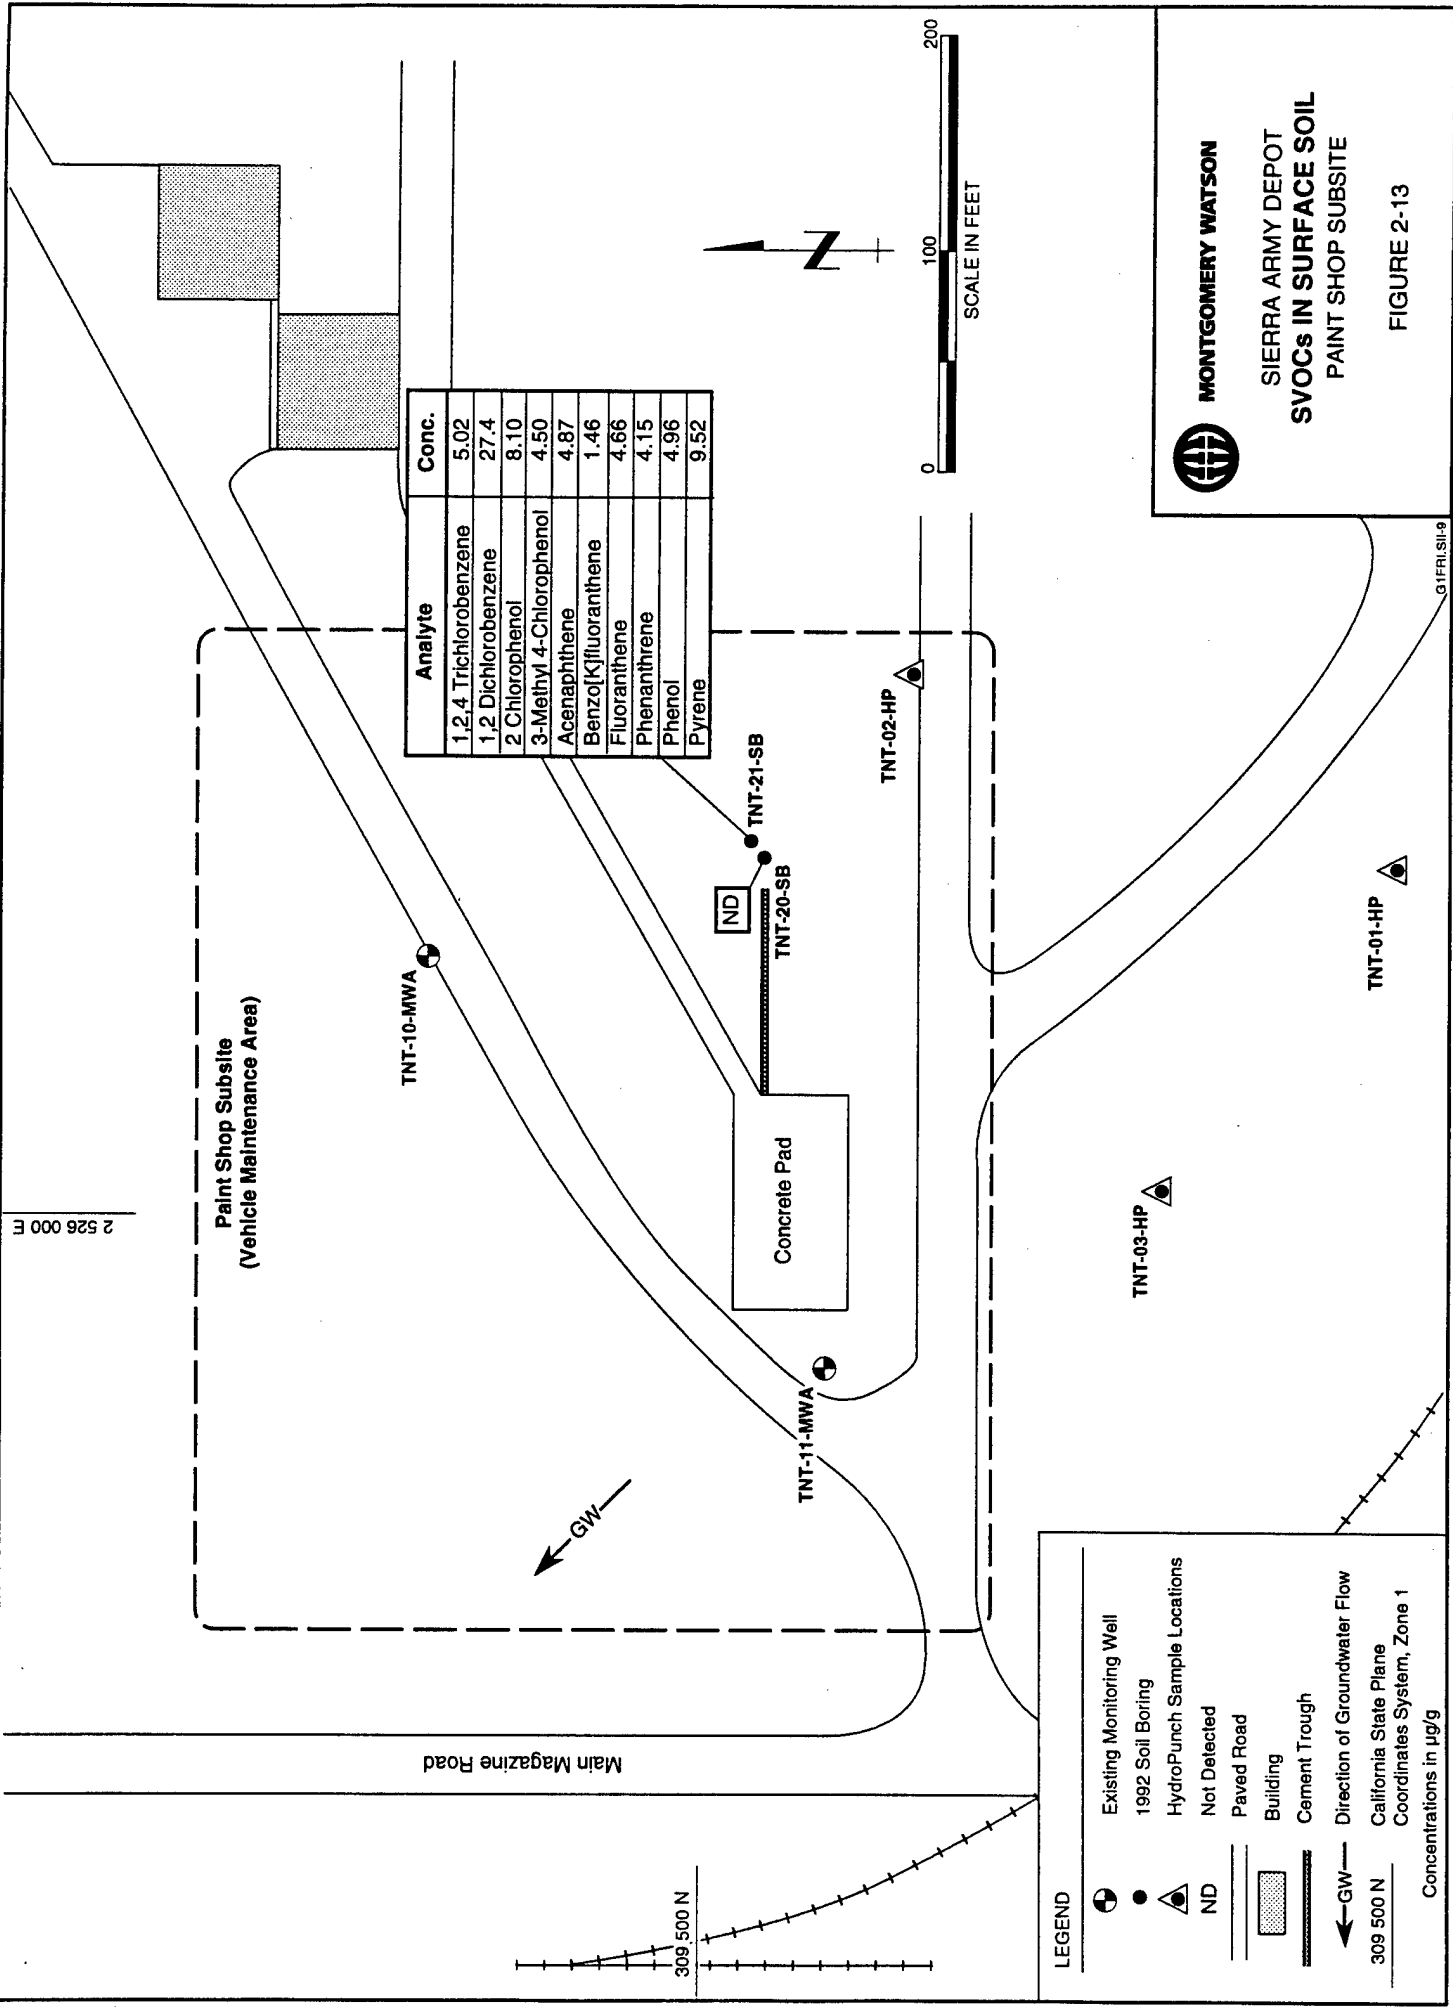 2 526 000 E
Paint Shop Subsite
(Vehicle Maintenance Area)
TNT-10-MWA
Analyte Conc.
1,2,4 Trichlorobenzene 5.02
1,2 Dichlorobenzene 27.4
2 Chlorophenol 8.10
3-Methyl 4-Chlorophenol 4.50
Acenaphthene 4.87
Benzo[K]fluoranthene 1.46
Fluoranthene 4.66
Phenanthrene 4.15
Phenol 4.96
Pyrene 9.52
GW
Main Magazine Road
309 500 N
TNT-11-MWA
Concrete Pad
ND
TNT-20-SB
TNT-21-SB
TNT-02-HP
TNT-03-HP
TNT-01-HP
N
0 100 200
SCALE IN FEET
LEGEND
Existing Monitoring Well
1992 Soil Boring
HydroPunch Sample Locations
ND Not Detected
Paved Road
Building
Cement Trough
GW Direction of Groundwater Flow
309 500 N California State Plane
Coordinates System, Zone 1
Concentrations in µg/g
MONTGOMERY WATSON
SIERRA ARMY DEPOT
SVOCs IN SURFACE SOIL
PAINT SHOP SUBSITE
FIGURE 2-13
G1FRI.SII-9